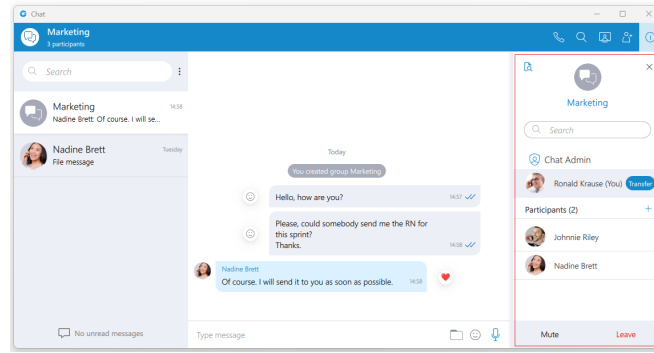 Chat
Marketing
3 participants
Search
Marketing
14:58
Nadine Brett: Of course. I will se...
Nadine Brett
Tuesday
File message
No unread messages
Today
You created group Marketing
Hello, how are you?
14:57
Please, could somebody send me the RN for
this sprint?
Thanks.
14:58
Nadine Brett
Of course. I will send it to you as soon as possible.
14:58
Type message
Marketing
Search
Chat Admin
Ronald Krause (You)
Transfer
Participants (2)
Johnnie Riley
Nadine Brett
Mute
Leave